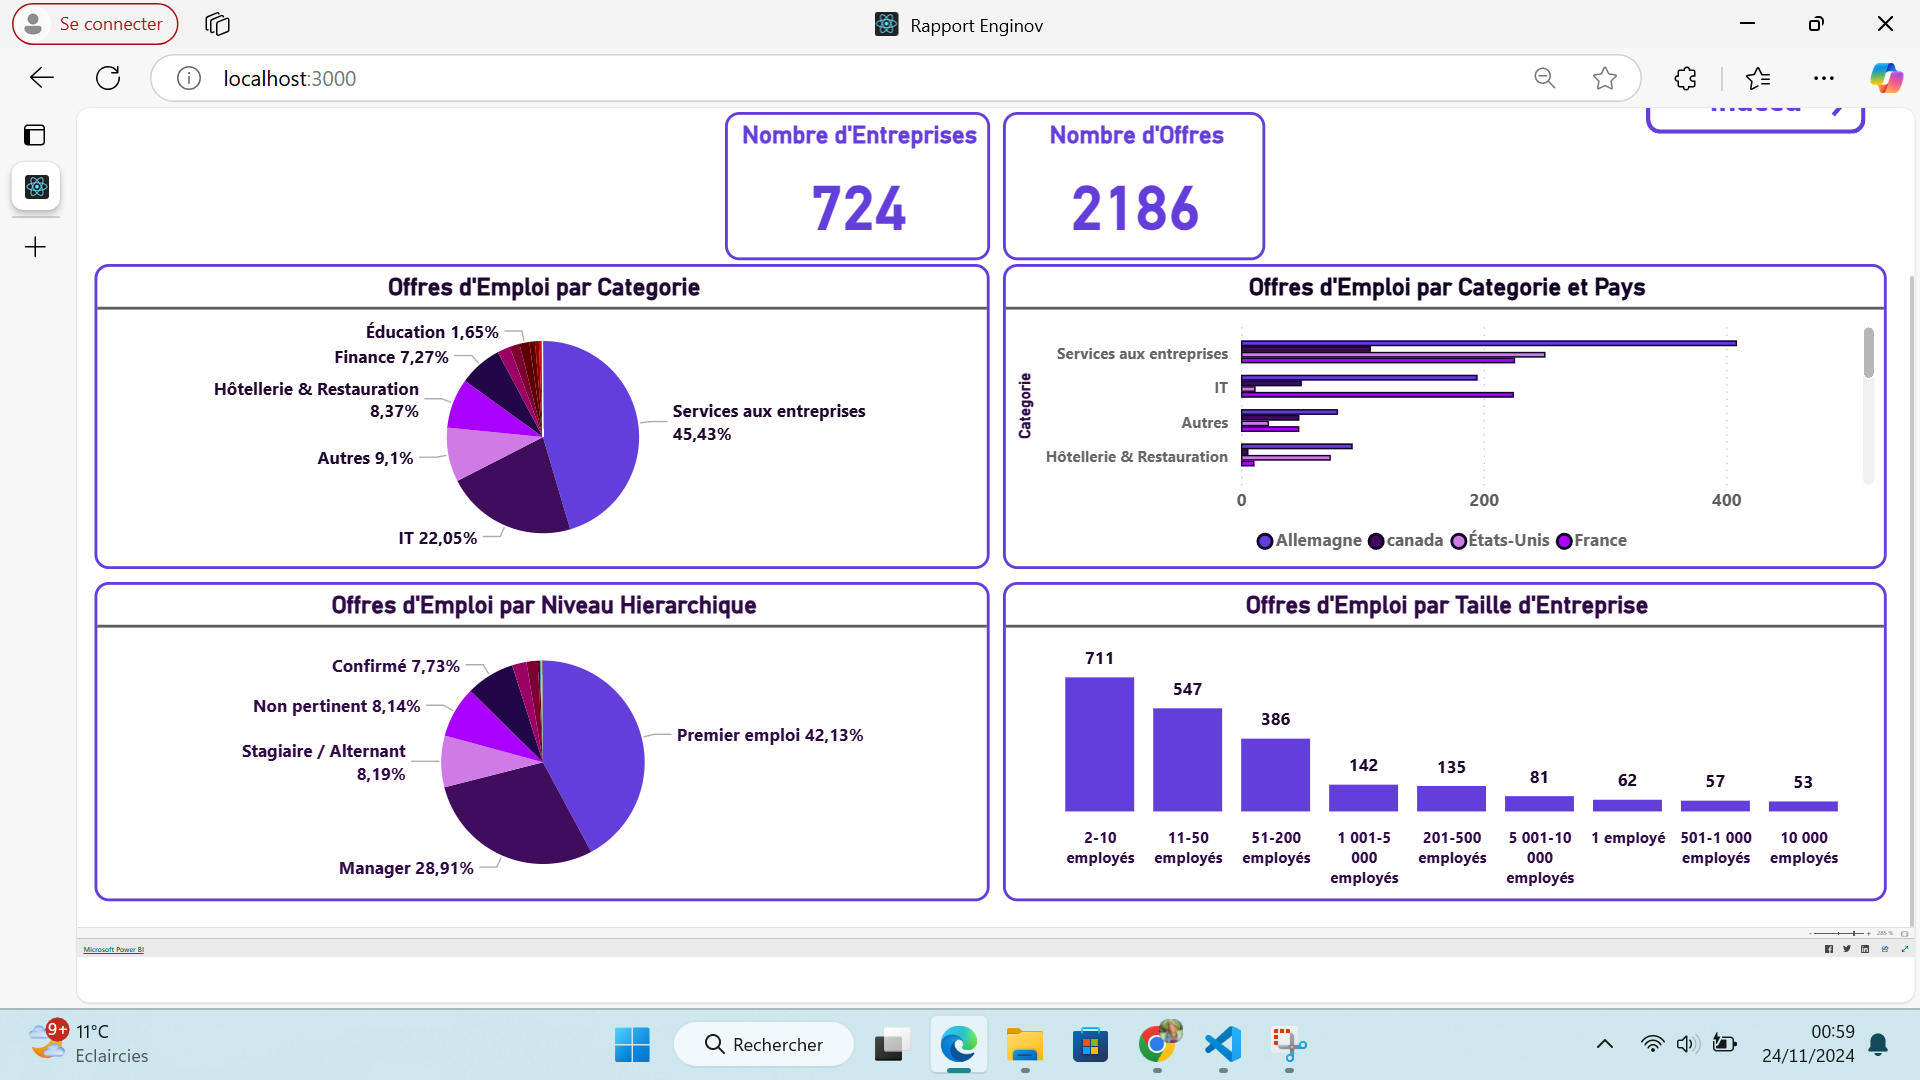 Se connecter
Rapport Enginov
localhost:3000
Nombre d'Entreprises
724
Nombre d'Offres
2186
Offres d'Emploi par Categorie
Éducation 1,65%
Finance 7,27%
Hôtellerie & Restauration
8,37%
Autres 9,1%
IT 22,05%
Services aux entreprises
45,43%
Offres d'Emploi par Categorie et Pays
Categorie
Services aux entreprises
IT
Autres
Hôtellerie & Restauration
0 200 400
Allemagne canada États-Unis France
Offres d'Emploi par Niveau Hierarchique
Confirmé 7,73%
Non pertinent 8,14%
Stagiaire / Alternant
8,19%
Manager 28,91%
Premier emploi 42,13%
Offres d'Emploi par Taille d'Entreprise
711 547 386 142 135 81 62 57 53
2-10
employés
11-50
employés
51-200
employés
1 001-5
000
employés
201-500
employés
5 001-10
000
employés
1 employé
501-1 000
employés
10 000
employés
- + 285 %
Microsoft Power BI
9+
11°C
Eclaircies
Rechercher
00:59
24/11/2024